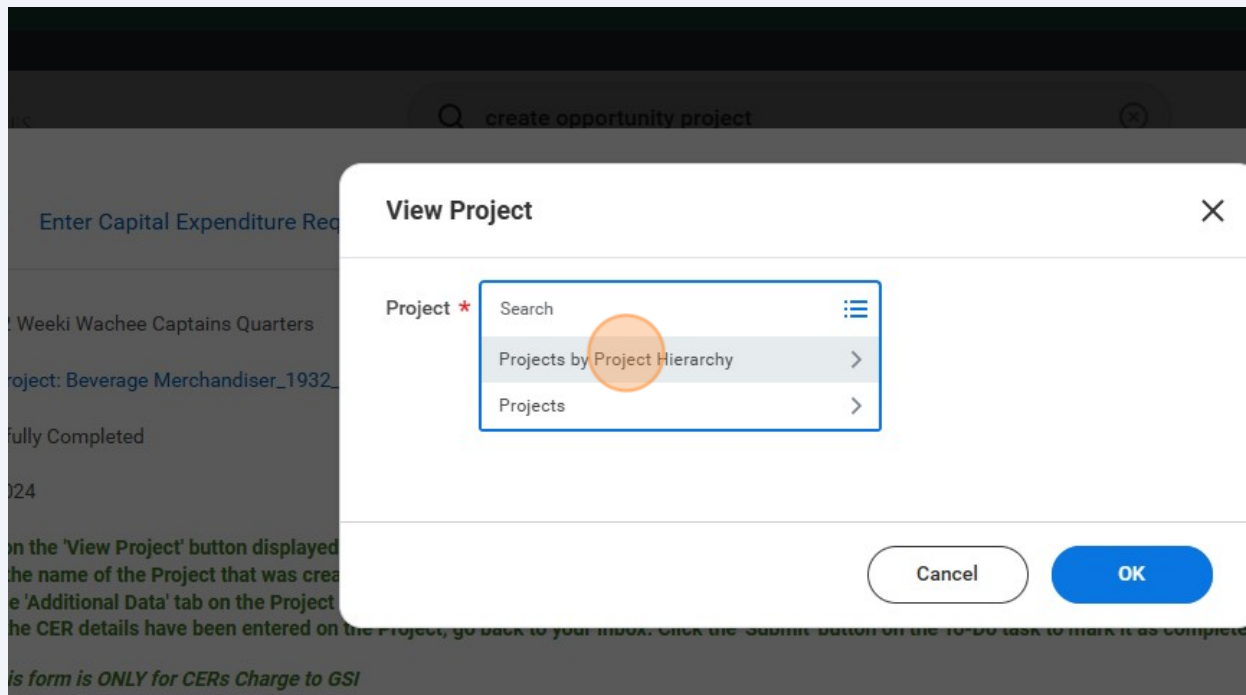 create opportunity project
Enter Capital Expenditure Req
View Project
Project *
Search
Projects by Project Hierarchy
Projects
Weeki Wachee Captains Quarters
roject: Beverage Merchandiser_1932_
fully Completed
024
on the 'View Project' button displayed
the name of the Project that was crea
e 'Additional Data' tab on the Project
Cancel
OK
the CER details have been entered on the Project, go back to your inbox. Click the 'Submit' button on the To-Do task to mark it as complete
is form is ONLY for CERs Charge to GSI